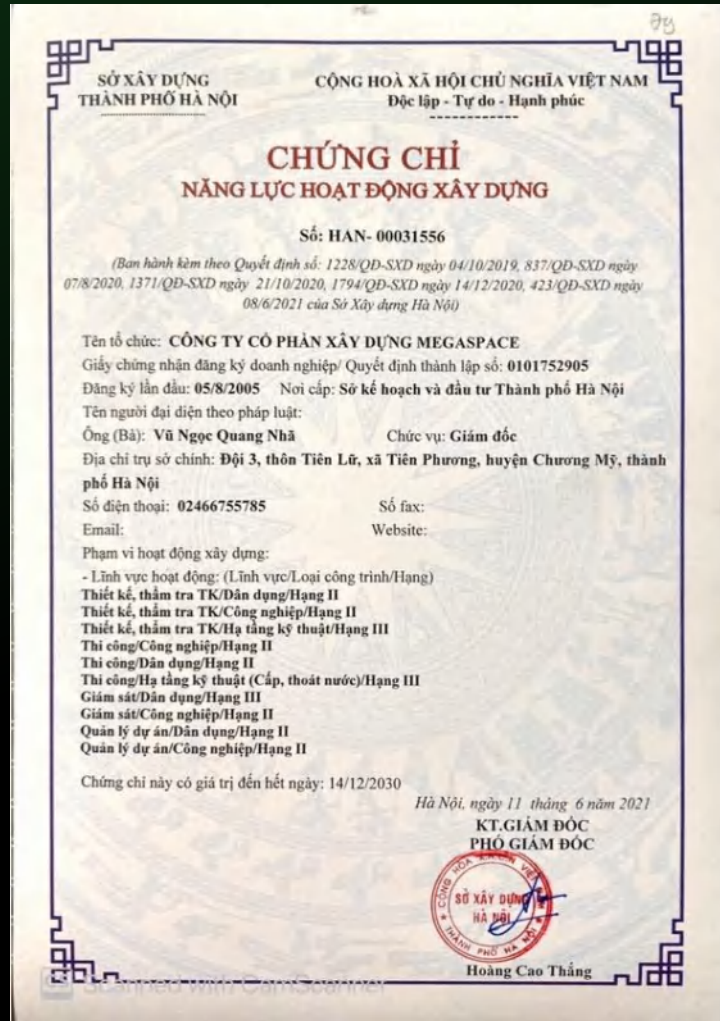 SỞ XÂY DỰNG
THÀNH PHỐ HÀ NỘI
CỘNG HOÀ XÃ HỘI CHỦ NGHĨA VIỆT NAM
Độc lập - Tự do - Hạnh phúc
CHỨNG CHỈ
NĂNG LỰC HOẠT ĐỘNG XÂY DỰNG
Số: HAN- 00031556
(Ban hành kèm theo Quyết định số: 1228/QĐ-SXD ngày 04/10/2019, 837/QĐ-SXD ngày
07/8/2020, 1371/QĐ-SXD ngày 21/10/2020, 1794/QĐ-SXD ngày 14/12/2020, 423/QĐ-SXD ngày
08/6/2021 của Sở Xây dựng Hà Nội)
Tên tổ chức: CÔNG TY CỔ PHẦN XÂY DỰNG MEGASPACE
Giấy chứng nhận đăng ký doanh nghiệp/ Quyết định thành lập số: 0101752905
Đăng ký lần đầu: 05/8/2005 Nơi cấp: Sở kế hoạch và đầu tư Thành phố Hà Nội
Tên người đại diện theo pháp luật:
Ông (Bà): Vũ Ngọc Quang Nhã Chức vụ: Giám đốc
Địa chỉ trụ sở chính: Đội 3, thôn Tiên Lữ, xã Tiên Phương, huyện Chương Mỹ, thành
phố Hà Nội
Số điện thoại: 02466755785 Số fax:
Email: Website:
Phạm vi hoạt động xây dựng:
- Lĩnh vực hoạt động: (Lĩnh vực/Loại công trình/Hạng)
Thiết kế, thẩm tra TK/Dân dụng/Hạng II
Thiết kế, thẩm tra TK/Công nghiệp/Hạng II
Thiết kế, thẩm tra TK/Hạ tầng kỹ thuật/Hạng III
Thi công/Công nghiệp/Hạng II
Thi công/Dân dụng/Hạng II
Thi công/Hạ tầng kỹ thuật (Cấp, thoát nước)/Hạng III
Giám sát/Dân dụng/Hạng III
Giám sát/Công nghiệp/Hạng II
Quản lý dự án/Dân dụng/Hạng II
Quản lý dự án/Công nghiệp/Hạng II
Chứng chỉ này có giá trị đến hết ngày: 14/12/2030
Hà Nội, ngày 11 tháng 6 năm 2021
KT.GIÁM ĐỐC
PHÓ GIÁM ĐỐC
SỞ XÂY DỰNG
HÀ NỘI
THÀNH PHỐ HÀ NỘI
Hoàng Cao Thắng
CS Scanned with CamScanner